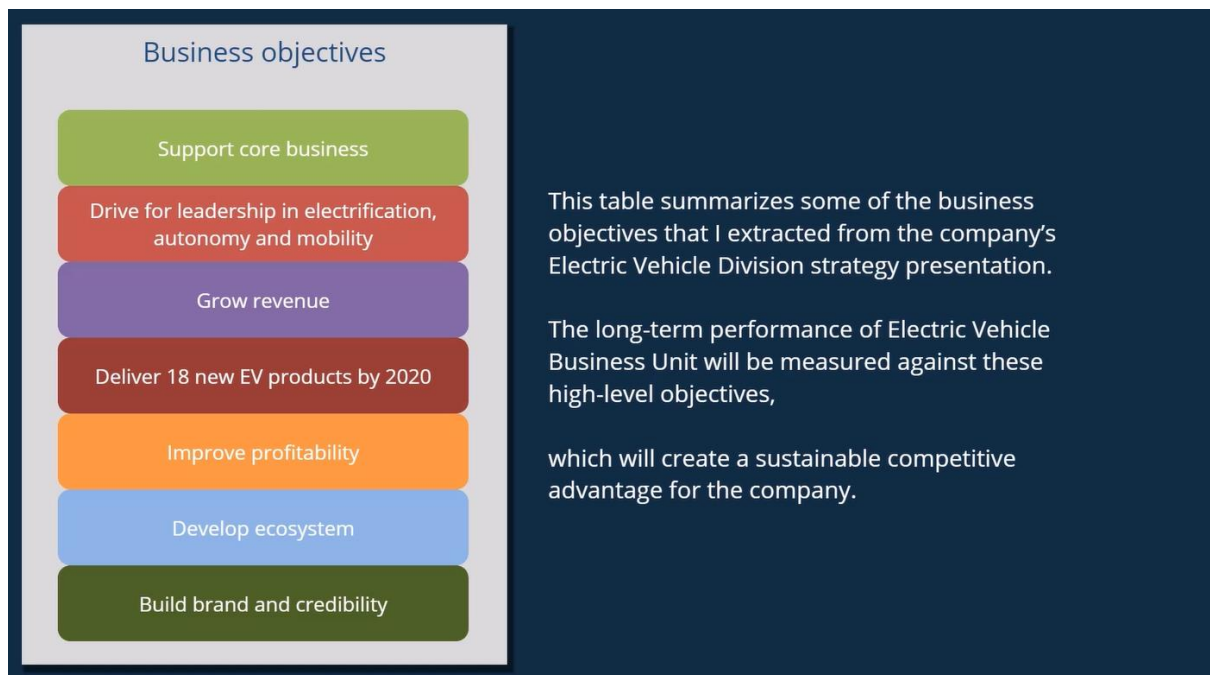 Business objectives
Support core business
Drive for leadership in electrification,
autonomy and mobility
Grow revenue
Deliver 18 new EV products by 2020
Improve profitability
Develop ecosystem
Build brand and credibility
This table summarizes some of the business
objectives that I extracted from the company’s
Electric Vehicle Division strategy presentation.
The long-term performance of Electric Vehicle
Business Unit will be measured against these
high-level objectives,
which will create a sustainable competitive
advantage for the company.